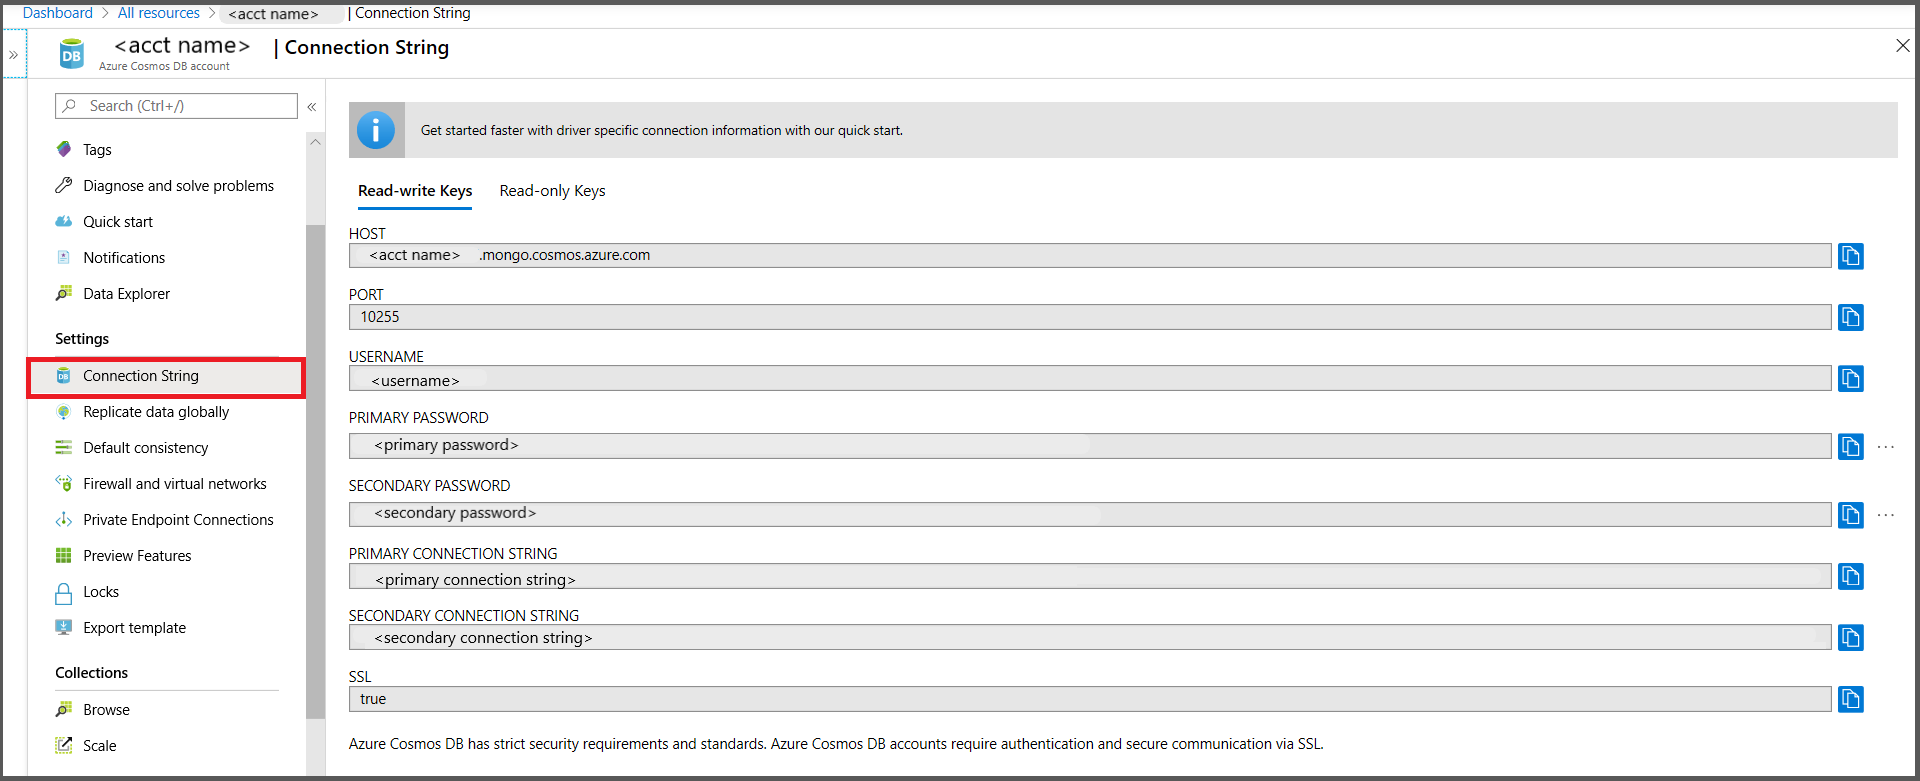 Dashboard > All resources > <acct name> | Connection String
»
<acct name> | Connection String
Azure Cosmos DB account
DB
Search (Ctrl+/)
«
Tags
Diagnose and solve problems
Quick start
Notifications
Data Explorer
Settings
Connection String
Replicate data globally
Default consistency
Firewall and virtual networks
Private Endpoint Connections
Preview Features
Locks
Export template
Collections
Browse
Scale
Get started faster with driver specific connection information with our quick start.
Read-write Keys
Read-only Keys
HOST
<acct name> .mongo.cosmos.azure.com
PORT
10255
USERNAME
<username>
PRIMARY PASSWORD
<primary password>
...
SECONDARY PASSWORD
<secondary password>
...
PRIMARY CONNECTION STRING
<primary connection string>
SECONDARY CONNECTION STRING
<secondary connection string>
SSL
true
Azure Cosmos DB has strict security requirements and standards. Azure Cosmos DB accounts require authentication and secure communication via SSL.